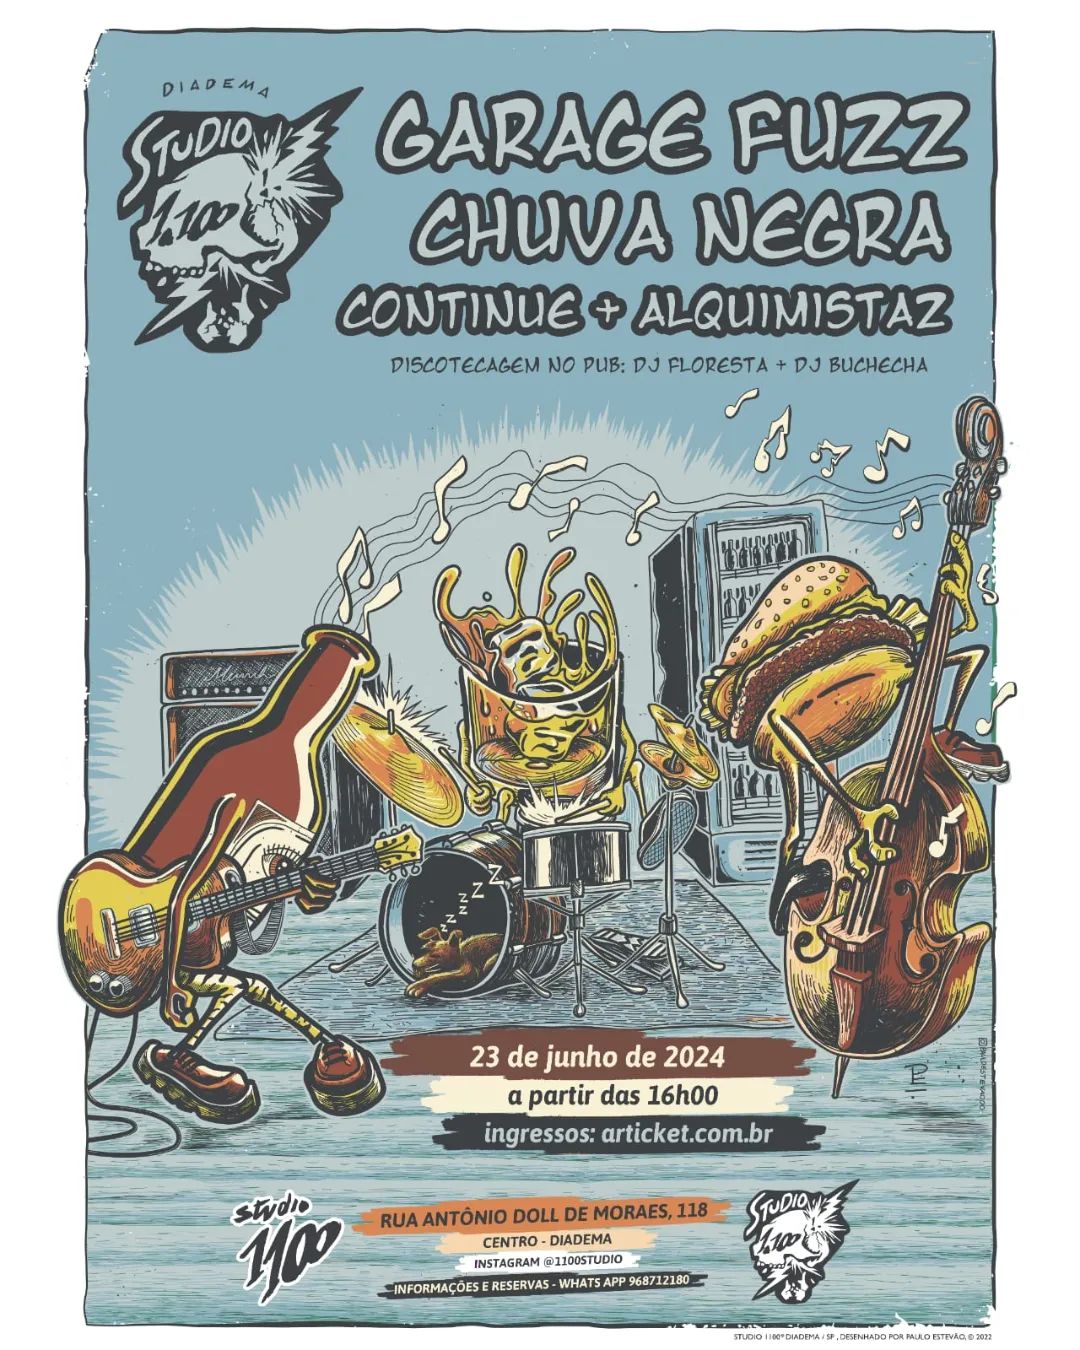 DIADEMA
STUDIO
1.100
GARAGE FUZZ
CHUVA NEGRA
CONTINUE + ALQUIMISTAZ
DISCOTECAGEM NO PUB: DJ FLORESTA + DJ BUCHECHA
Z
Z
Z
Z
Z
Z
23 de junho de 2024
a partir das 16h00
ingressos: articket.com.br
PE
studio
1100
RUA ANTÔNIO DOLL DE MORAES, 118
CENTRO - DIADEMA
INSTAGRAM @1100STUDIO
INFORMAÇÕES E RESERVAS - WHATS APP 968712180
STUDIO
1.100
STUDIO 1100º DIADEMA / SP , DESENHADO POR PAULO ESTEVÃO, © 2022